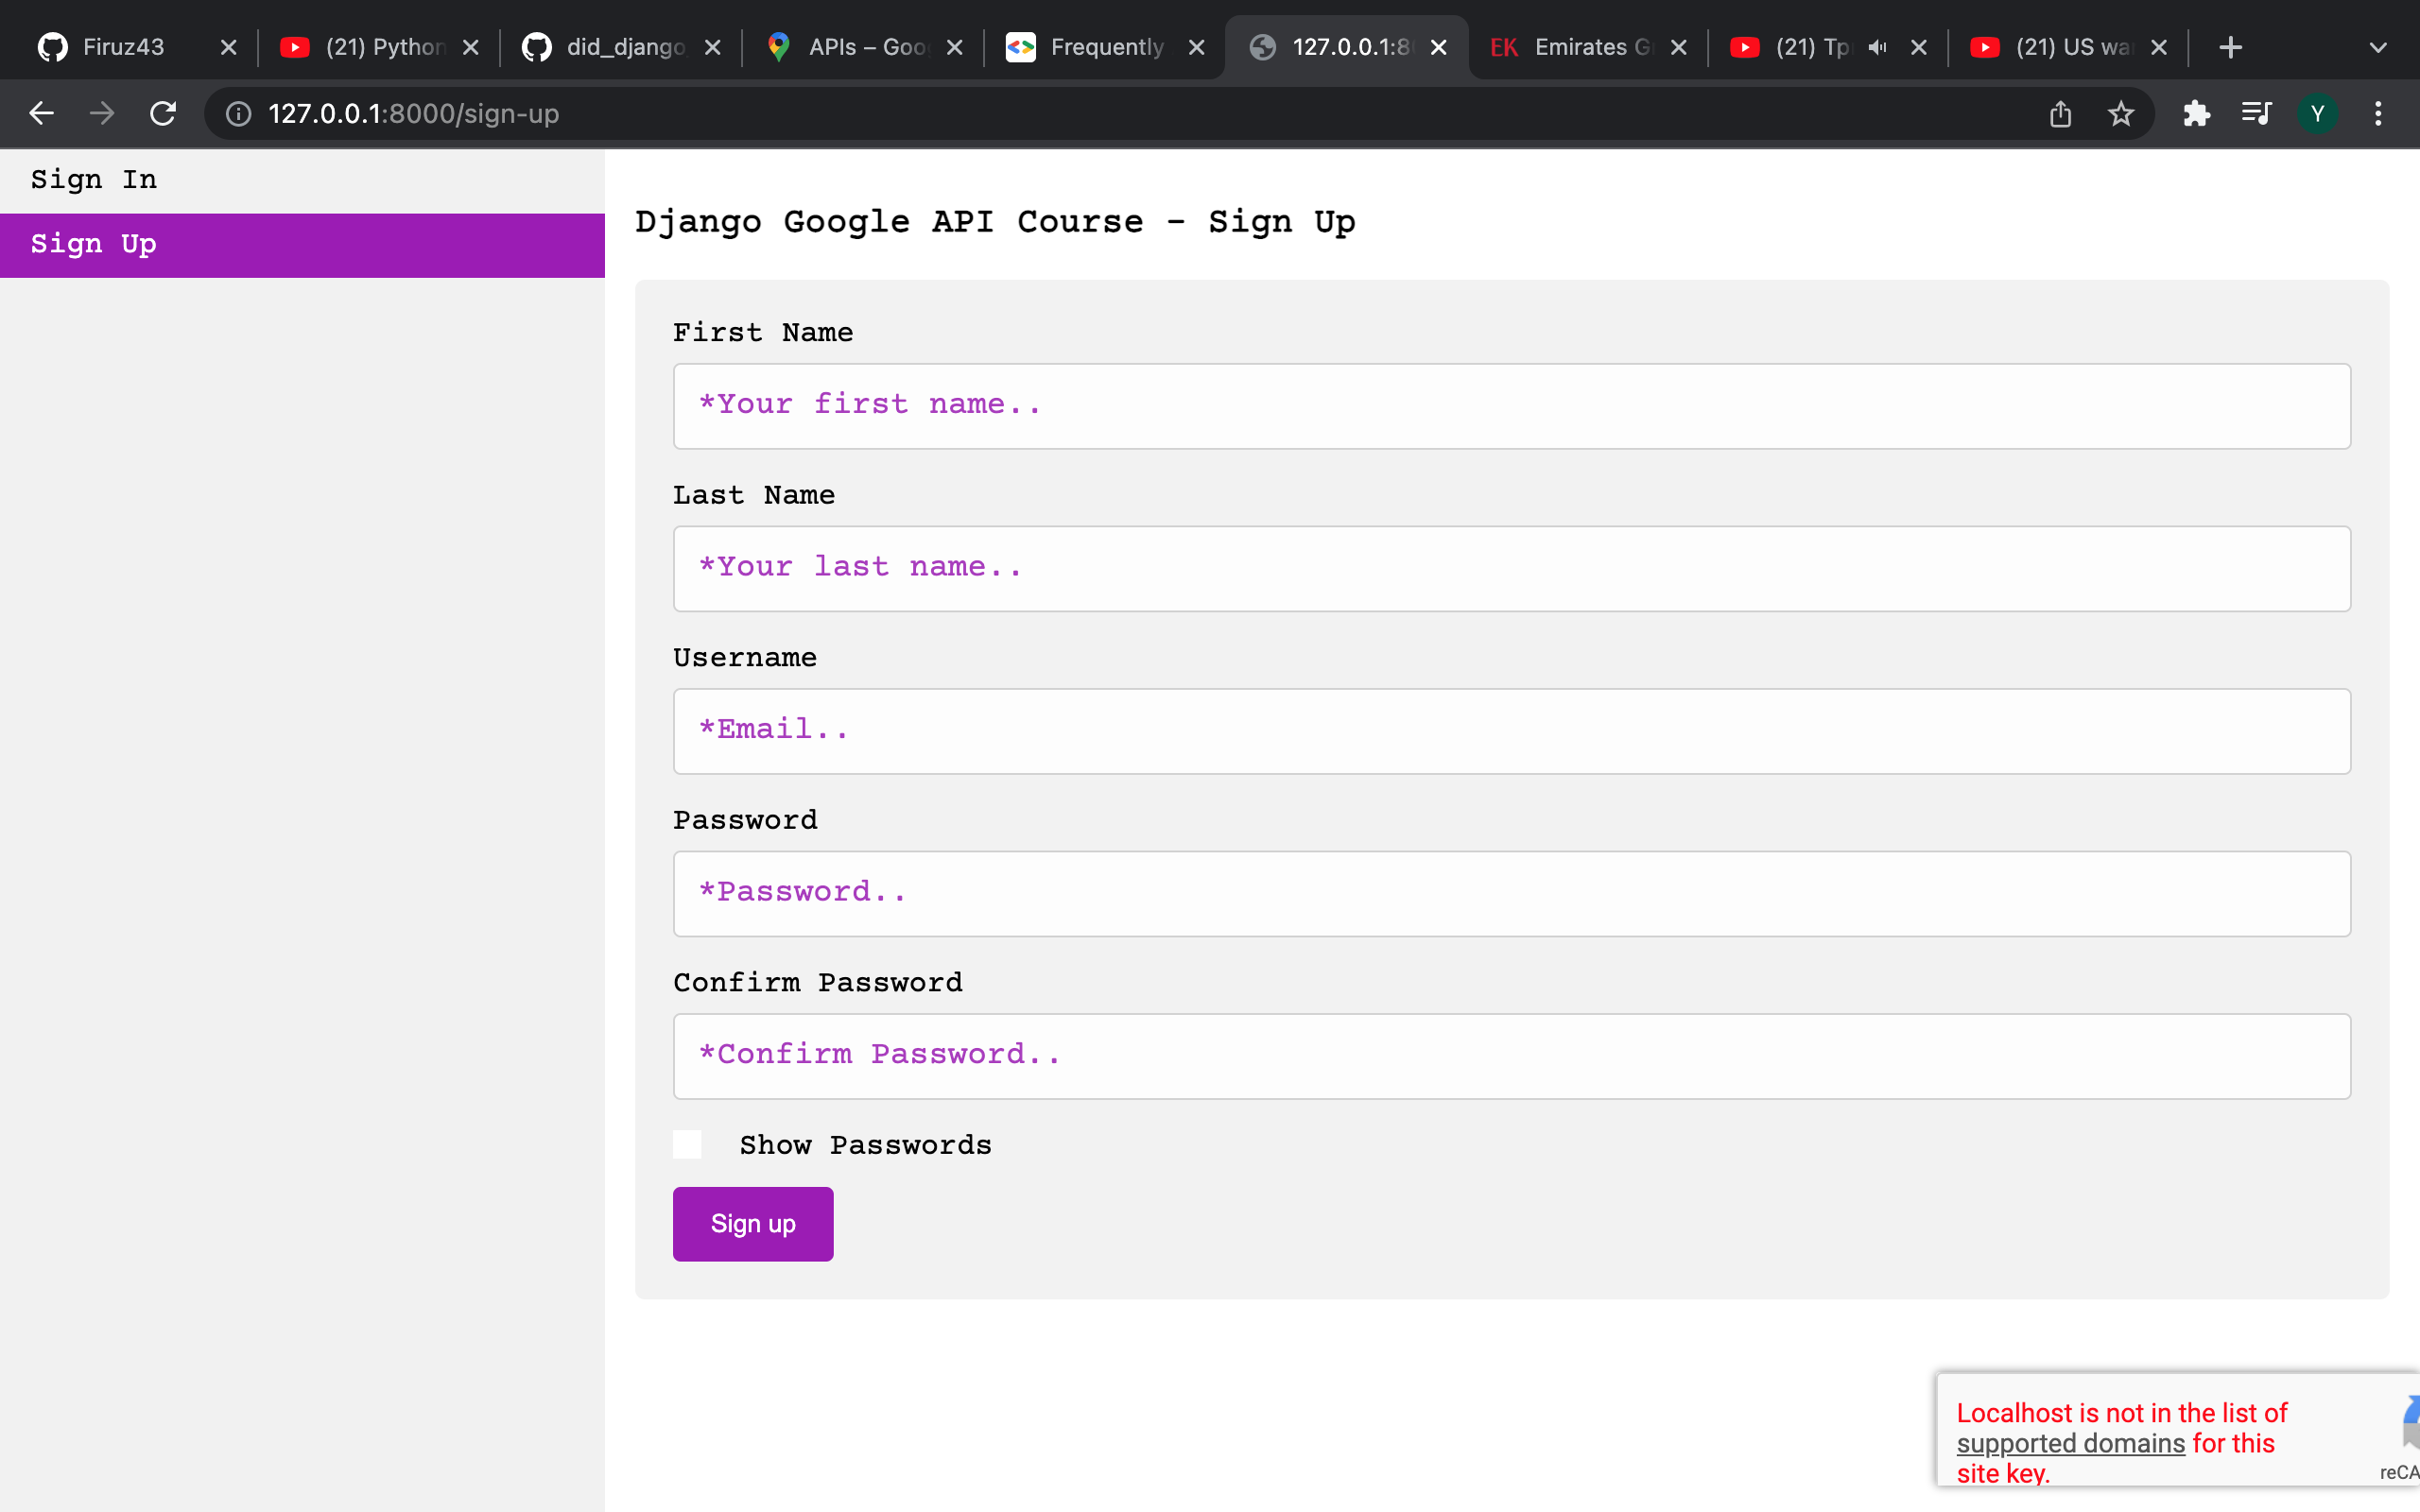 Firuz43
(21) Python
did_django
APIs – Goo
Frequently
127.0.0.1:8
EK Emirates G
(21) Tp
(21) US wa
127.0.0.1:8000/sign-up
Y
Sign In
Sign Up
Django Google API Course - Sign Up
First Name
*Your first name..
Last Name
*Your last name..
Username
*Email..
Password
*Password..
Confirm Password
*Confirm Password..
Show Passwords
Sign up
Localhost is not in the list of
supported domains for this
site key.
reCA